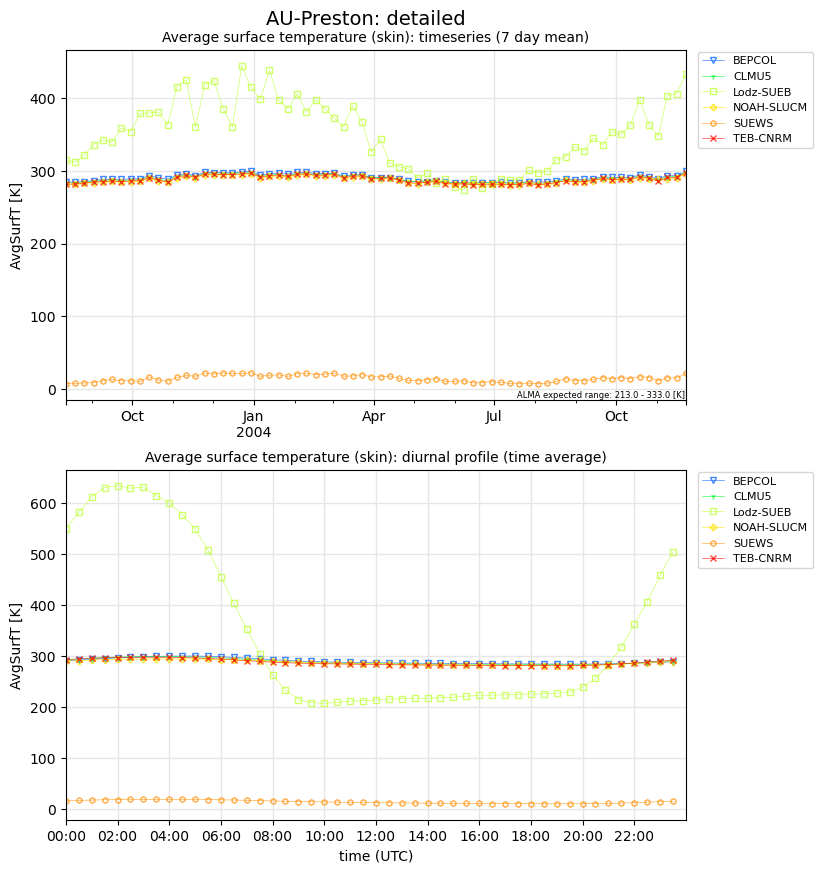 AU-Preston: detailed
Average surface temperature (skin): timeseries (7 day mean)
BEPCOL
CLMU5
Lodz-SUEB
NOAH-SLUCM
SUEWS
TEB-CNRM
AvgSurfT [K]
400
300
200
100
0
ALMA expected range: 213.0 - 333.0 [K]
Oct Jan Apr Jul Oct
2004
Average surface temperature (skin): diurnal profile (time average)
BEPCOL
CLMU5
Lodz-SUEB
NOAH-SLUCM
SUEWS
TEB-CNRM
AvgSurfT [K]
600
500
400
300
200
100
0
00:00 02:00 04:00 06:00 08:00 10:00 12:00 14:00 16:00 18:00 20:00 22:00
time (UTC)